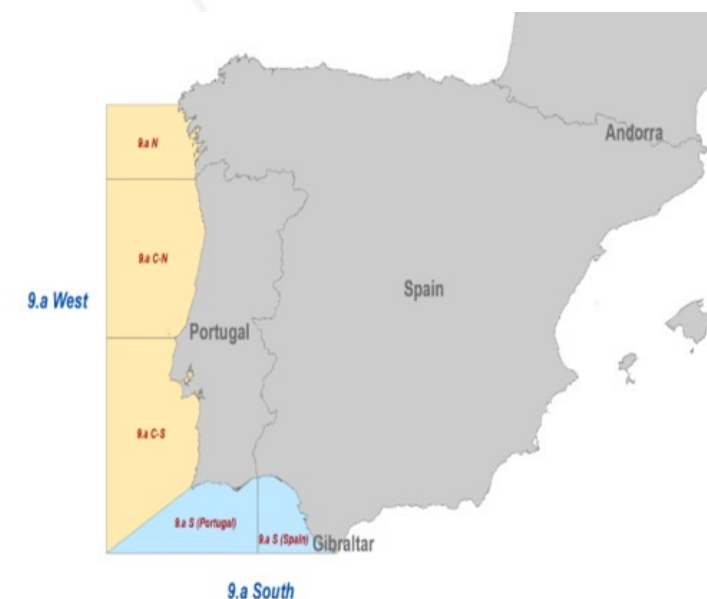 Andorra
9.a N
9.a C-N
Spain
9.a West
Portugal
9.a C-S
9.a S (Portugal)
9.a S (Spain)
Gibraltar
9.a South